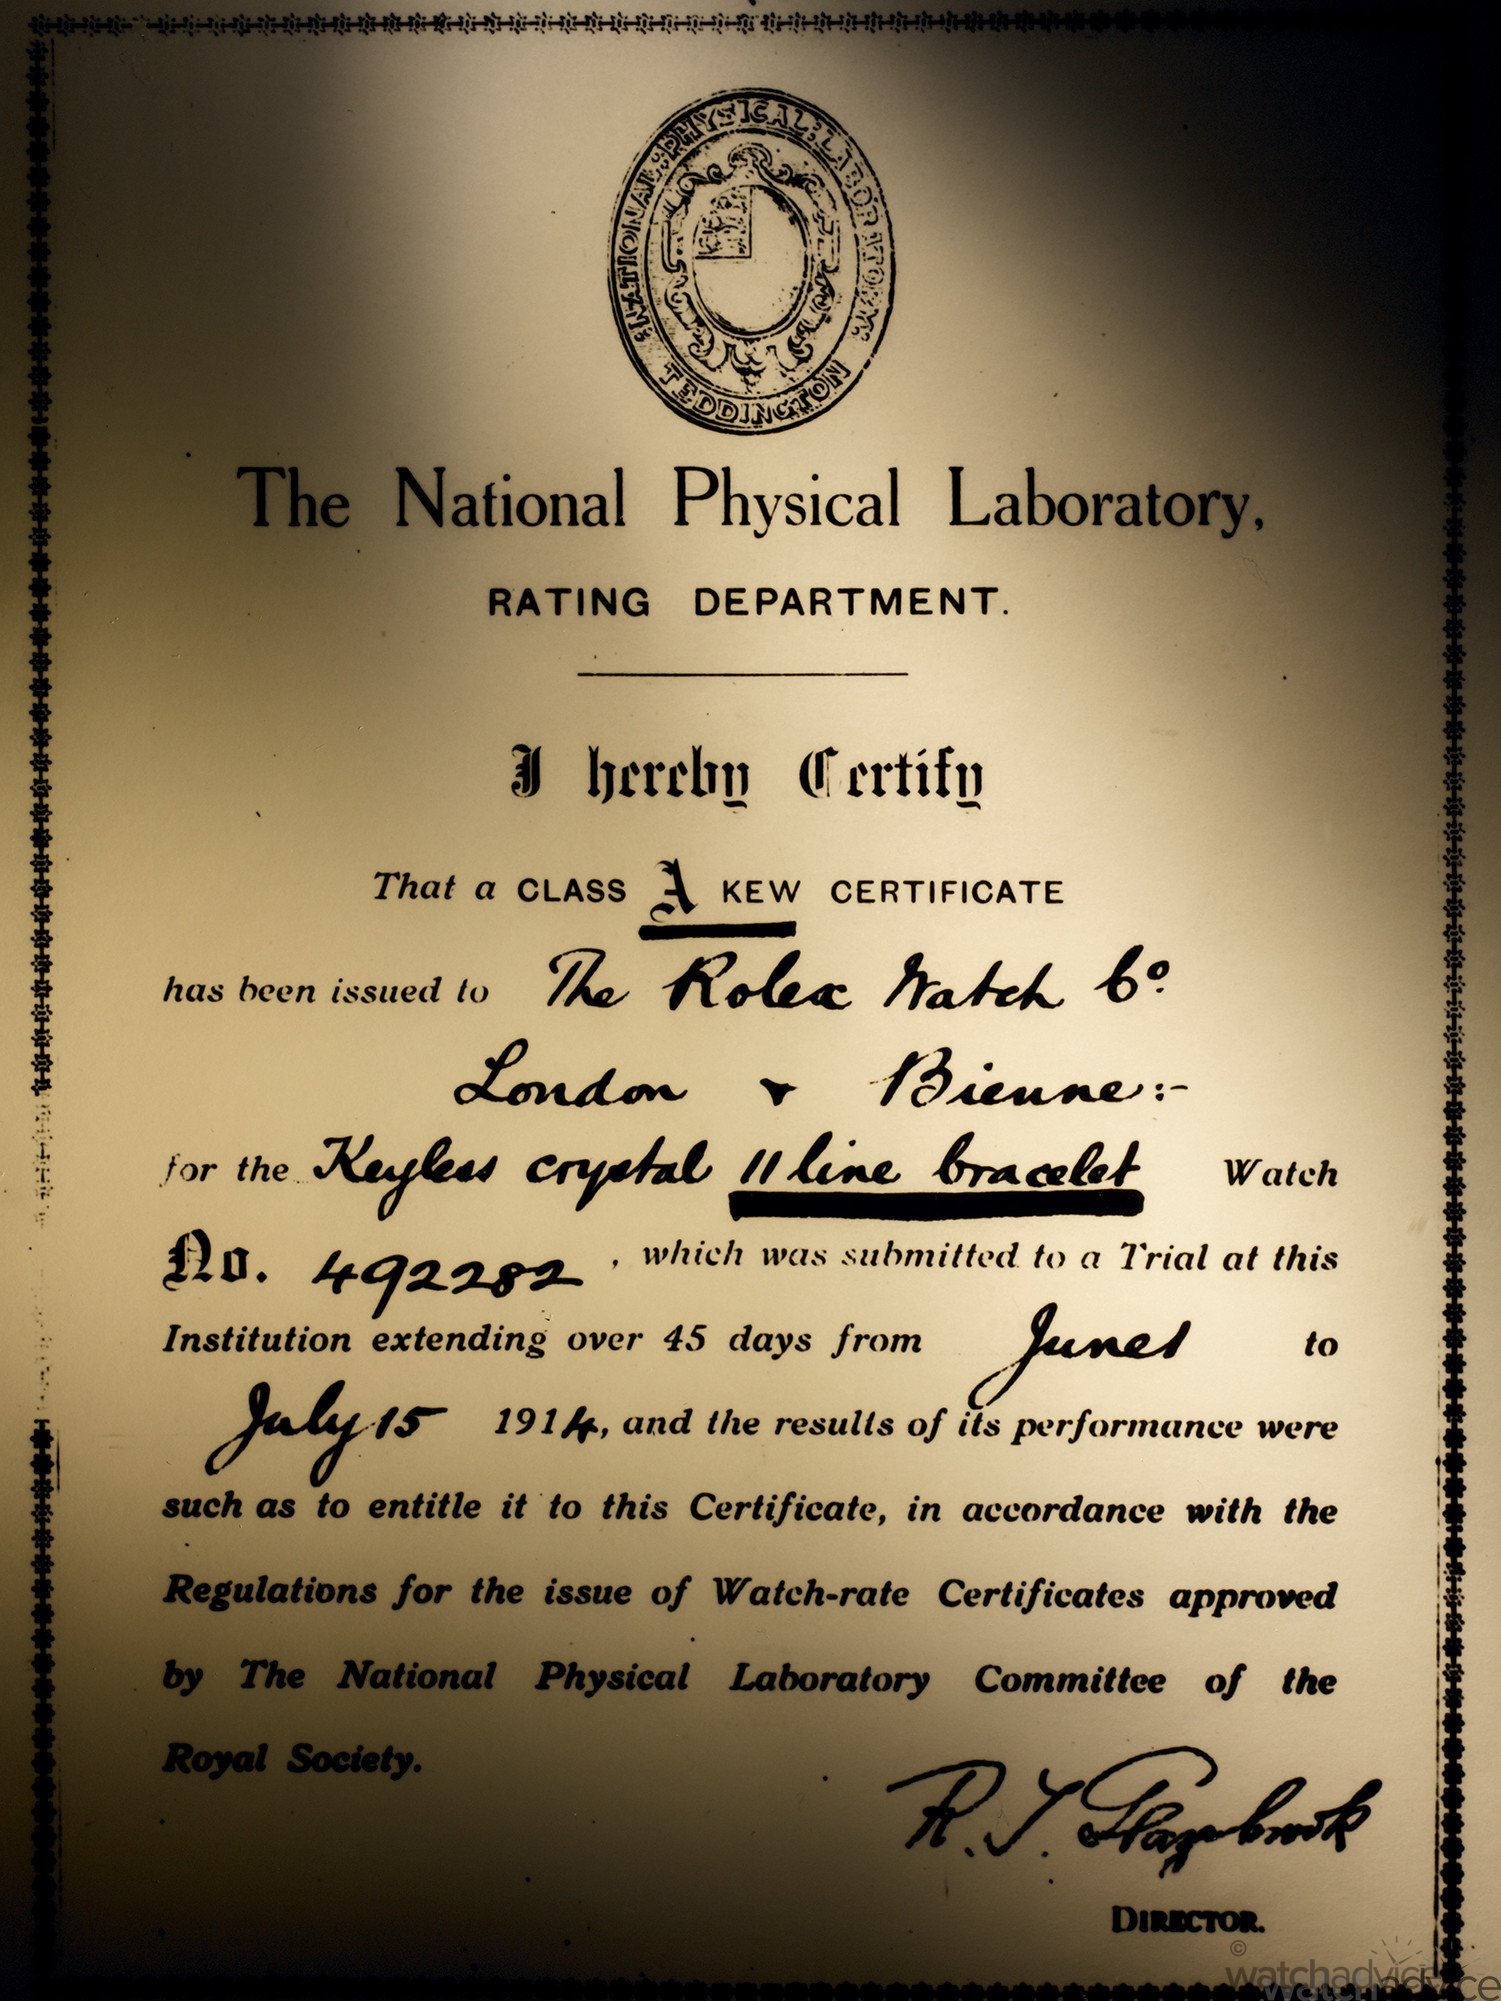 NATIONAL:PHYSICAL:LABORATORY:
TEDDINGTON
The National Physical Laboratory,
RATING DEPARTMENT.
I hereby Certify
That a CLASS A KEW CERTIFICATE
has been issued to The Rolex Watch Co.
London & Bienne:-
for the Keyless crystal 11 line bracelet Watch
No. 492282, which was submitted to a Trial at this
Institution extending over 45 days from June 1 to
July 15 1914, and the results of its performance were
such as to entitle it to this Certificate, in accordance with the
Regulations for the issue of Watch-rate Certificates approved
by The National Physical Laboratory Committee of the
Royal Society.
R. T. Glazebrook
DIRECTOR.
©
watchadvice
watchadvice